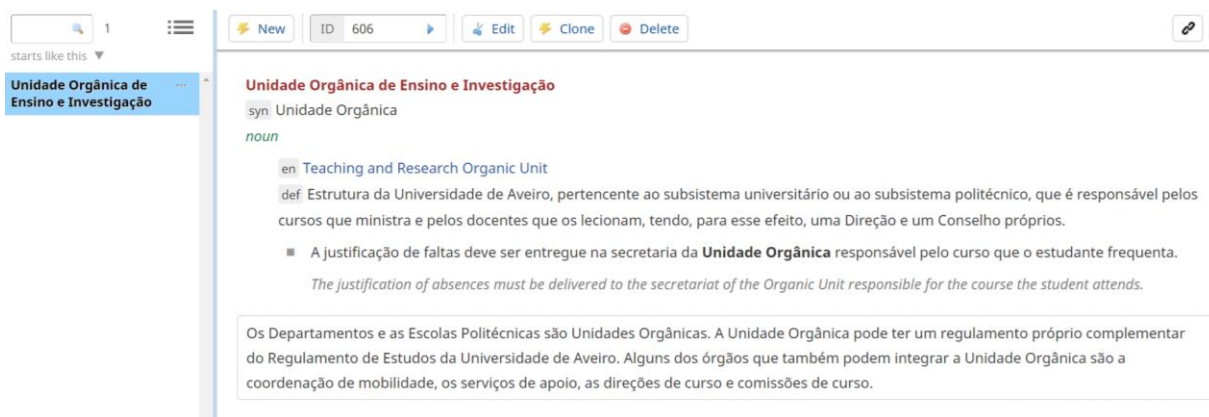 1
starts like this ▼
Unidade Orgânica de ...
Ensino e Investigação
New ID 606 Edit Clone Delete
Unidade Orgânica de Ensino e Investigação
syn Unidade Orgânica
noun
en Teaching and Research Organic Unit
def Estrutura da Universidade de Aveiro, pertencente ao subsistema universitário ou ao subsistema politécnico, que é responsável pelos
cursos que ministra e pelos docentes que os lecionam, tendo, para esse efeito, uma Direção e um Conselho próprios.
A justificação de faltas deve ser entregue na secretaria da Unidade Orgânica responsável pelo curso que o estudante frequenta.
The justification of absences must be delivered to the secretariat of the Organic Unit responsible for the course the student attends.
Os Departamentos e as Escolas Politécnicas são Unidades Orgânicas. A Unidade Orgânica pode ter um regulamento próprio complementar
do Regulamento de Estudos da Universidade de Aveiro. Alguns dos órgãos que também podem integrar a Unidade Orgânica são a
coordenação de mobilidade, os serviços de apoio, as direções de curso e comissões de curso.